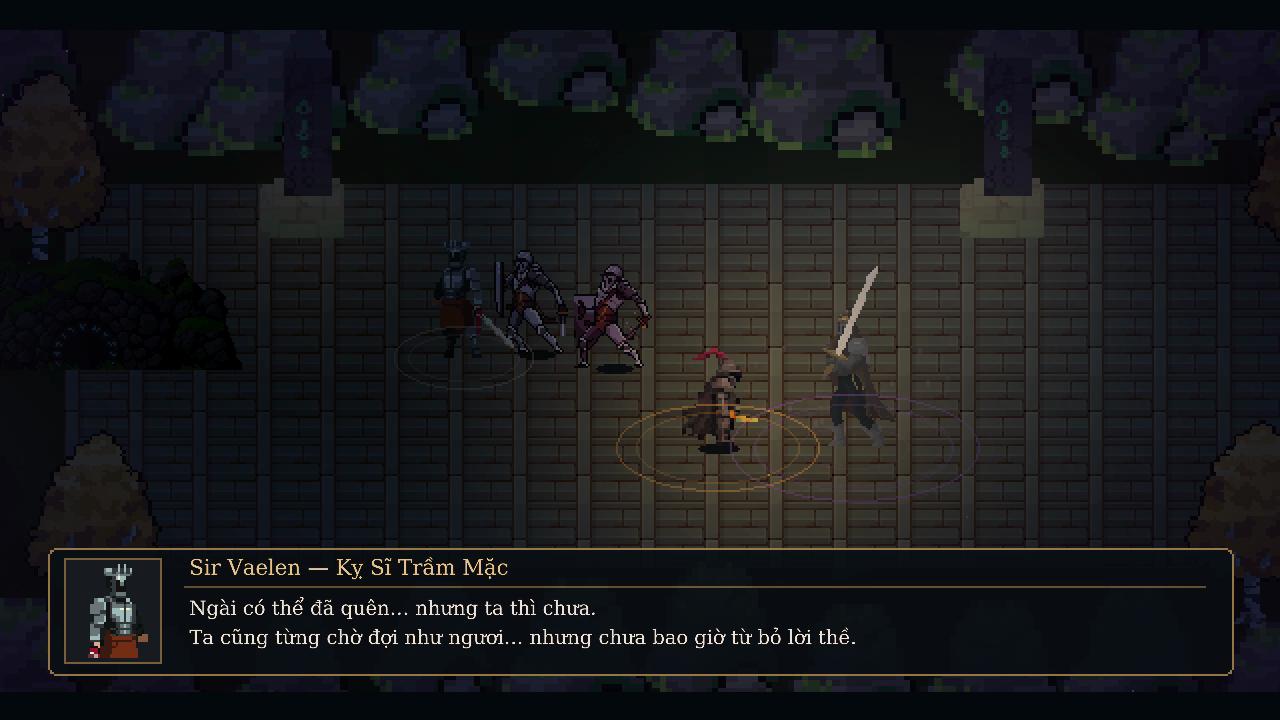 Sir Vaelen — Kỵ Sĩ Trầm Mặc
Ngài có thể đã quên... nhưng ta thì chưa.
Ta cũng từng chờ đợi như ngươi... nhưng chưa bao giờ từ bỏ lời thề.